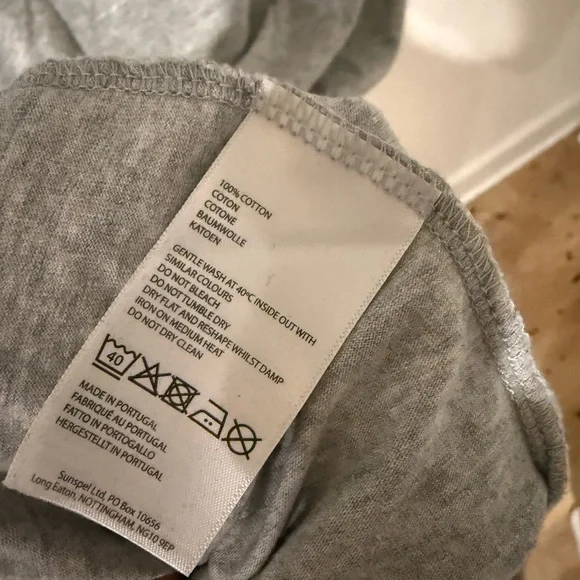 100% COTTON
COTON
COTONE
BAUMWOLLE
KATOEN
GENTLE WASH AT 40°C INSIDE OUT WITH
SIMILAR COLOURS
DO NOT BLEACH
DO NOT TUMBLE DRY
DRY FLAT AND RESHAPE WHILST DAMP
IRON ON MEDIUM HEAT
DO NOT DRY CLEAN
40
MADE IN PORTUGAL
FABRIQUÉ AU PORTUGAL
FATTO IN PORTOGALLO
HERGESTELLT IN PORTUGAL
Sunspel Ltd, PO Box 10656
Long Eaton, NOTTINGHAM, NG10 9EP